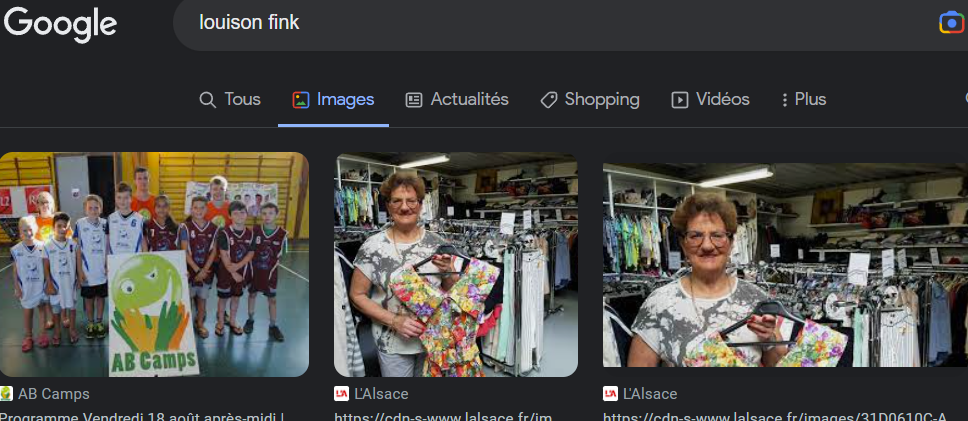 Google
louison fink
Tous
Images
Actualités
Shopping
Vidéos
Plus
AB Camps
AB Camps
L'Alsace
L'Alsace
Programme Vendredi 18 août après-midi |
https://cdn-s-www.lalsace.fr/im
https://cdn-s-www.lalsace.fr/images/31D0610C-A